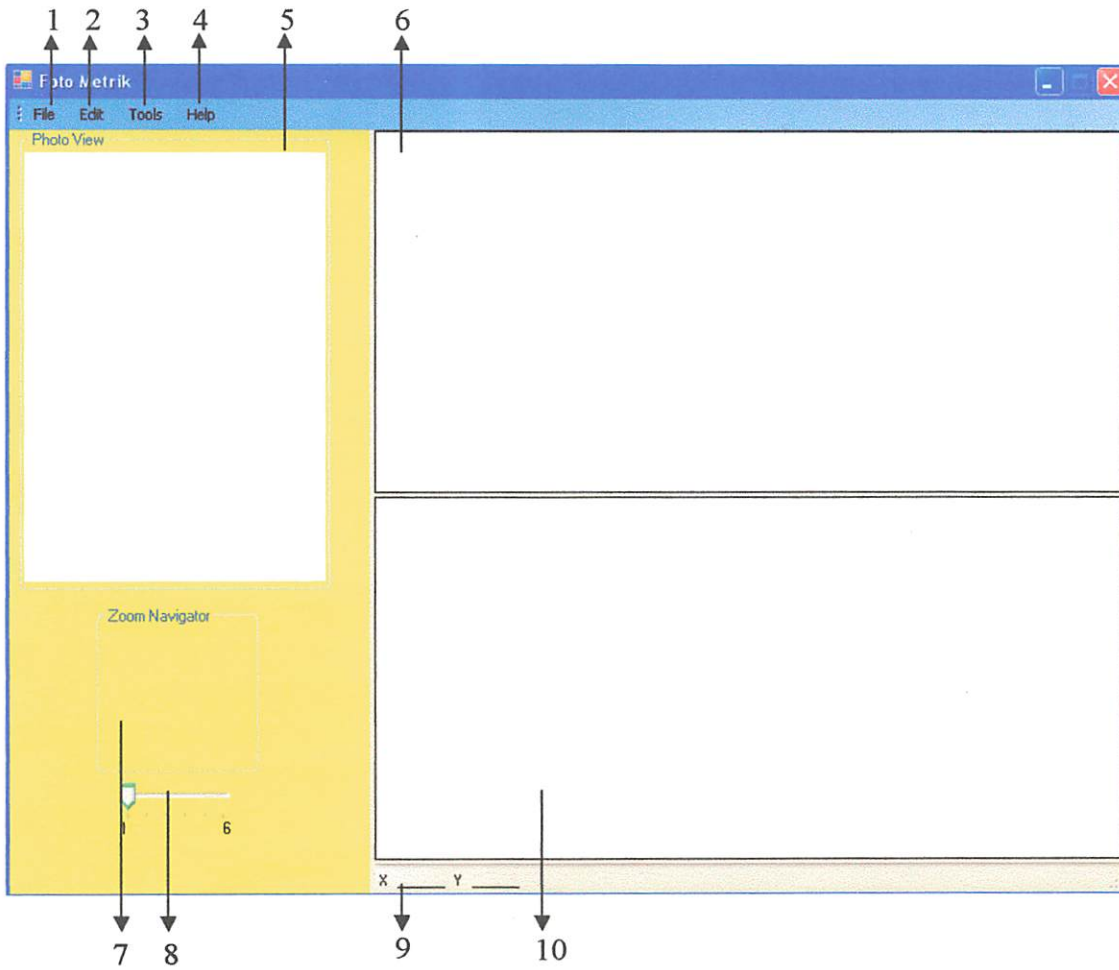 1 2 3 4 5 6
Foto Metrik
File Edit Tools Help
Photo View
Zoom Navigator
1 6
X Y
7 8 9 10